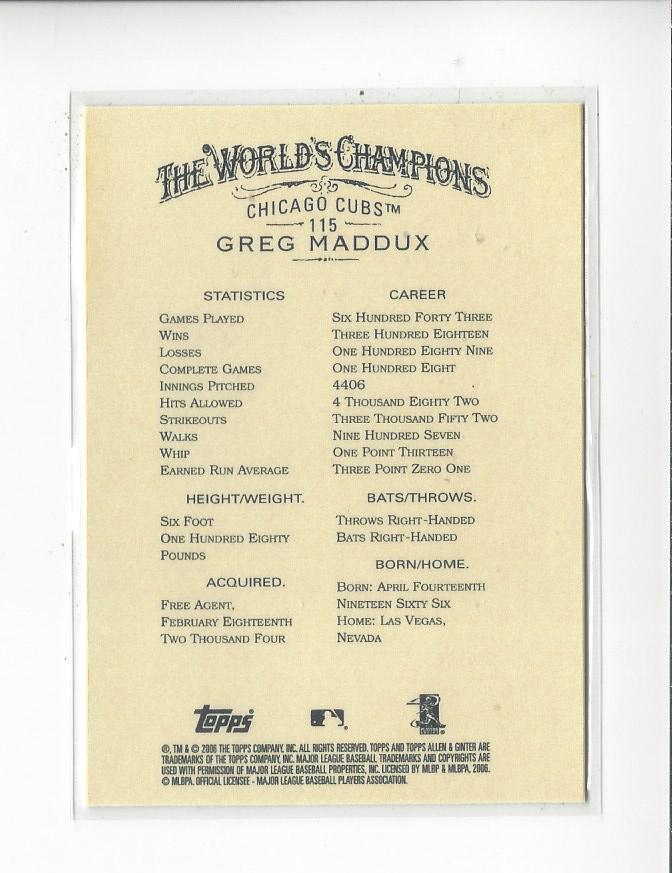 THE WORLD'S CHAMPIONS
CHICAGO CUBS™
115
GREG MADDUX
STATISTICS CAREER
GAMES PLAYED SIX HUNDRED FORTY THREE
WINS THREE HUNDRED EIGHTEEN
LOSSES ONE HUNDRED EIGHTY NINE
COMPLETE GAMES ONE HUNDRED EIGHT
INNINGS PITCHED 4406
HITS ALLOWED 4 THOUSAND EIGHTY TWO
STRIKEOUTS THREE THOUSAND FIFTY TWO
WALKS NINE HUNDRED SEVEN
WHIP ONE POINT THIRTEEN
EARNED RUN AVERAGE THREE POINT ZERO ONE
HEIGHT/WEIGHT.
SIX FOOT
ONE HUNDRED EIGHTY
POUNDS
ACQUIRED.
FREE AGENT,
FEBRUARY EIGHTEENTH
TWO THOUSAND FOUR
BATS/THROWS.
THROWS RIGHT-HANDED
BATS RIGHT-HANDED
BORN/HOME.
BORN: APRIL FOURTEENTH
NINETEEN SIXTY SIX
HOME: LAS VEGAS,
NEVADA
topps
®, TM & © 2006 THE TOPPS COMPANY, INC. ALL RIGHTS RESERVED. TOPPS AND TOPPS ALLEN & GINTER ARE
TRADEMARKS OF THE TOPPS COMPANY, INC. MAJOR LEAGUE BASEBALL TRADEMARKS AND COPYRIGHTS ARE
USED WITH PERMISSION OF MAJOR LEAGUE BASEBALL PROPERTIES, INC. LICENSED BY MLBP & MLBPA, 2006.
© MLBPA. OFFICIAL LICENSEE - MAJOR LEAGUE BASEBALL PLAYERS ASSOCIATION.